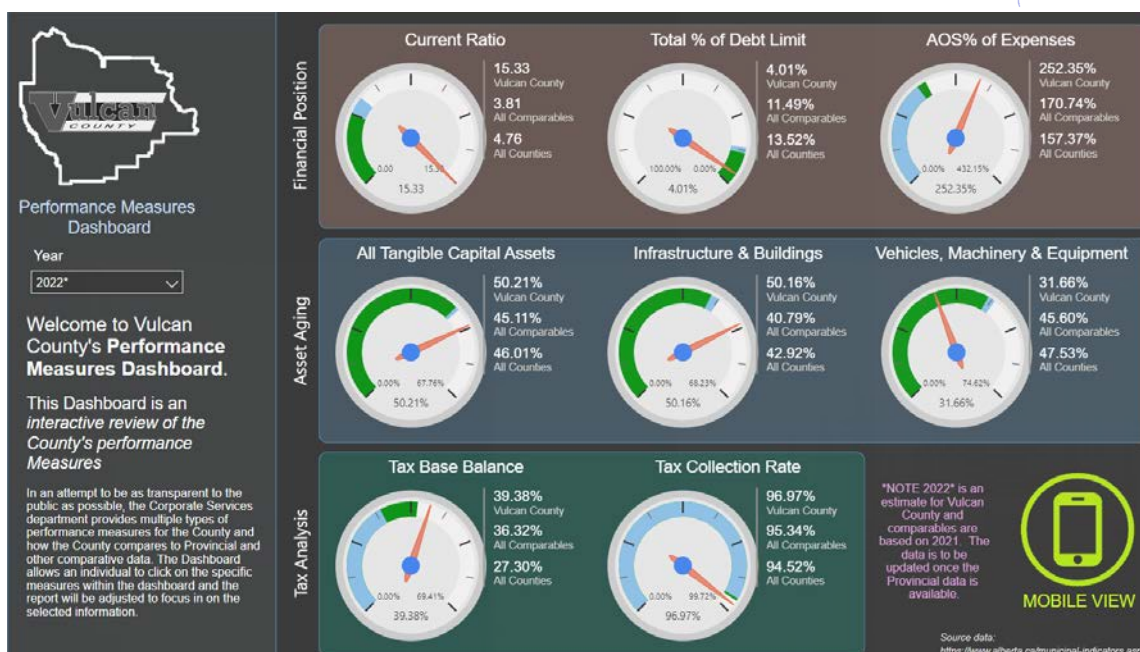 Vulcan
COUNTY
Performance Measures
Dashboard
Year
2022*
Welcome to Vulcan
County's Performance
Measures Dashboard.
This Dashboard is an
interactive review of the
County's performance
Measures
In an attempt to be as transparent to the
public as possible, the Corporate Services
department provides multiple types of
performance measures for the County and
how the County compares to Provincial and
other comparative data. The Dashboard
allows an individual to click on the specific
measures within the dashboard and the
report will be adjusted to focus in on the
selected information.
Financial Position
Current Ratio
15.33
Vulcan County
3.81
All Comparables
4.76
All Counties
0.00
15.33
15.33
Total % of Debt Limit
4.01%
Vulcan County
11.49%
All Comparables
13.52%
All Counties
100.00%
0.00%
4.01%
AOS% of Expenses
252.35%
Vulcan County
170.74%
All Comparables
157.37%
All Counties
0.00%
432.15%
252.35%
Asset Aging
All Tangible Capital Assets
50.21%
Vulcan County
45.11%
All Comparables
46.01%
All Counties
0.00%
67.76%
50.21%
Infrastructure & Buildings
50.16%
Vulcan County
40.79%
All Comparables
42.92%
All Counties
0.00%
68.23%
50.16%
Vehicles, Machinery & Equipment
31.66%
Vulcan County
45.60%
All Comparables
47.53%
All Counties
0.00%
74.62%
31.66%
Tax Analysis
Tax Base Balance
39.38%
Vulcan County
36.32%
All Comparables
27.30%
All Counties
0.00%
69.41%
39.38%
Tax Collection Rate
96.97%
Vulcan County
95.34%
All Comparables
94.52%
All Counties
0.00%
99.72%
96.97%
*NOTE 2022* is an
estimate for Vulcan
County and
comparables are
based on 2021. The
data is to be
updated once the
Provincial data is
available.
MOBILE VIEW
Source data: